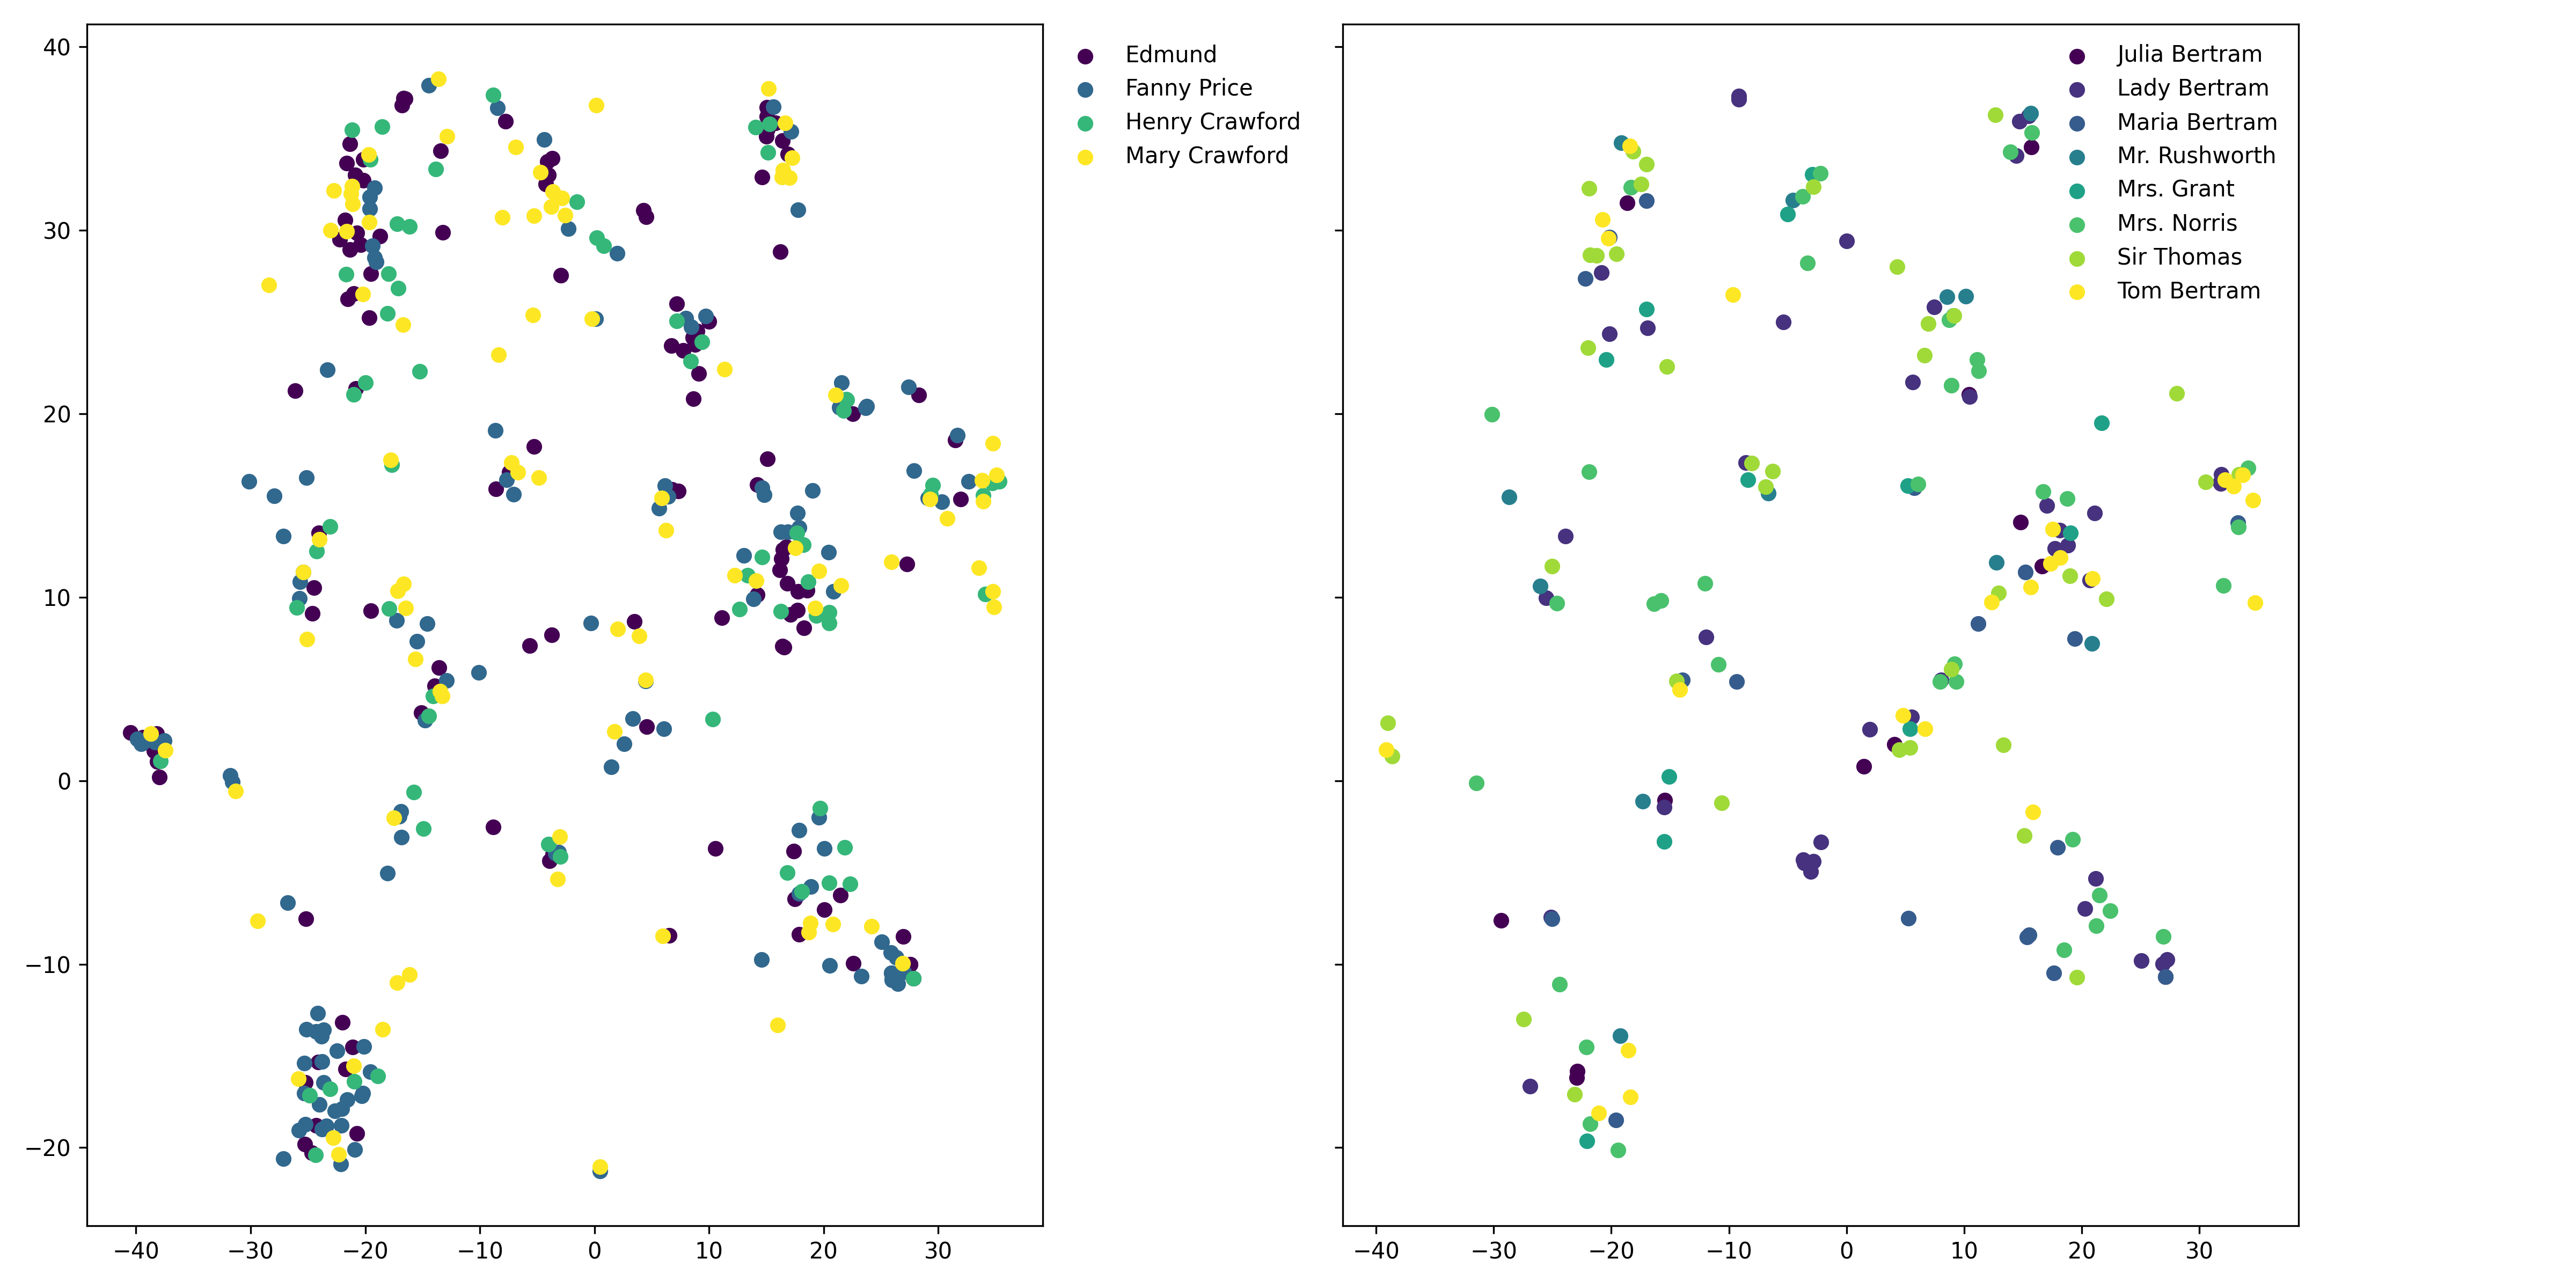 40
30
20
10
0
−10
−20
−40
−30
−20
−10
0
10
20
30
Edmund
Fanny Price
Henry Crawford
Mary Crawford
−40
−30
−20
−10
0
10
20
30
Julia Bertram
Lady Bertram
Maria Bertram
Mr. Rushworth
Mrs. Grant
Mrs. Norris
Sir Thomas
Tom Bertram